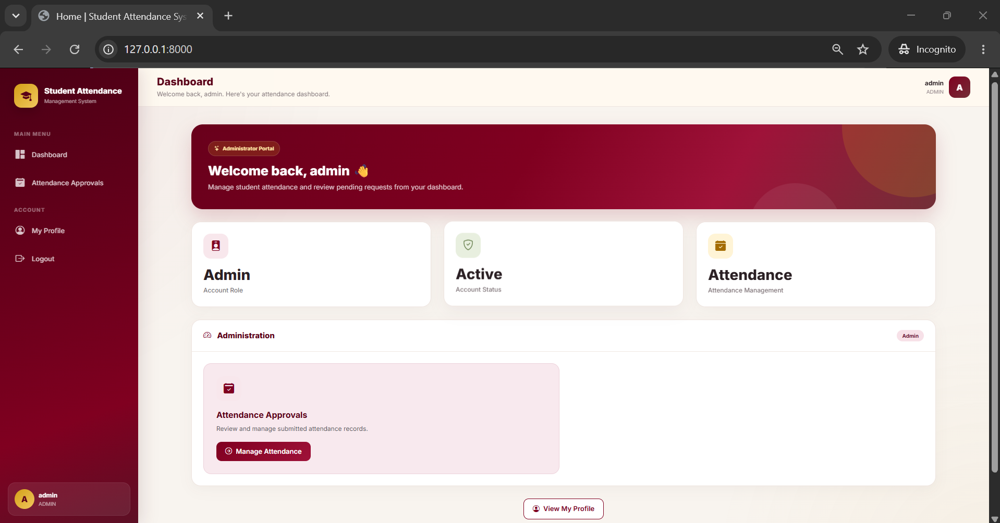 Home | Student Attendance Sys
127.0.0.1:8000
Incognito
Student Attendance
Management System
MAIN MENU
Dashboard
Attendance Approvals
ACCOUNT
My Profile
Logout
A
admin
ADMIN
Dashboard
Welcome back, admin. Here's your attendance dashboard.
admin
ADMIN
A
Administrator Portal
Welcome back, admin 👋
Manage student attendance and review pending requests from your dashboard.
Admin
Account Role
Active
Account Status
Attendance
Attendance Management
Administration
Admin
Attendance Approvals
Review and manage submitted attendance records.
Manage Attendance
View My Profile